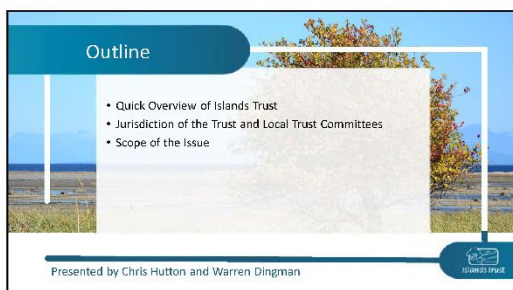 Outline
• Quick Overview of Islands Trust
• Jurisdiction of the Trust and Local Trust Committees
• Scope of the Issue
Presented by Chris Hutton and Warren Dingman
Islands Trust